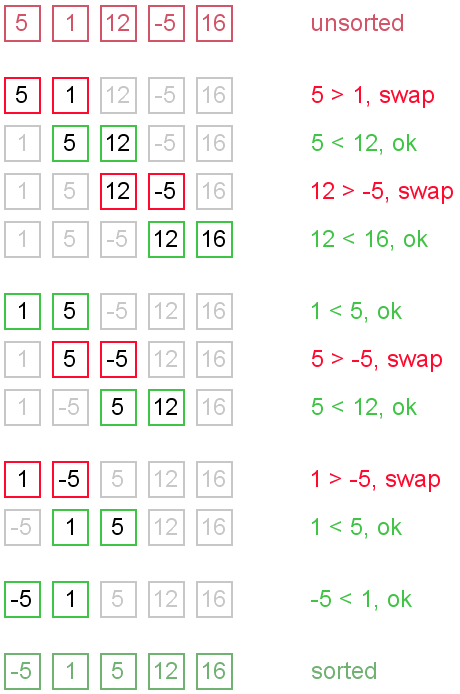 5 1 12 -5 16 unsorted
5 1 12 -5 16 5 > 1, swap
1 5 12 -5 16 5 < 12, ok
1 5 12 -5 16 12 > -5, swap
1 5 -5 12 16 12 < 16, ok
1 5 -5 12 16 1 < 5, ok
1 5 -5 12 16 5 > -5, swap
1 -5 5 12 16 5 < 12, ok
1 -5 5 12 16 1 > -5, swap
-5 1 5 12 16 1 < 5, ok
-5 1 5 12 16 -5 < 1, ok
-5 1 5 12 16 sorted